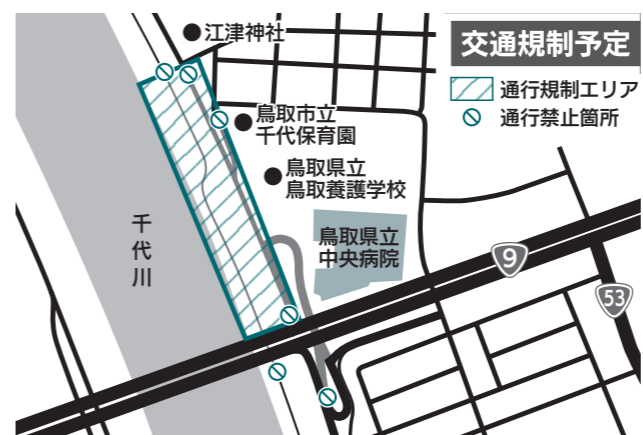 交通規制予定
通行規制エリア
通行禁止箇所
江津神社
鳥取市立
千代保育園
鳥取県立
鳥取養護学校
鳥取県立
中央病院
千代川
9
53